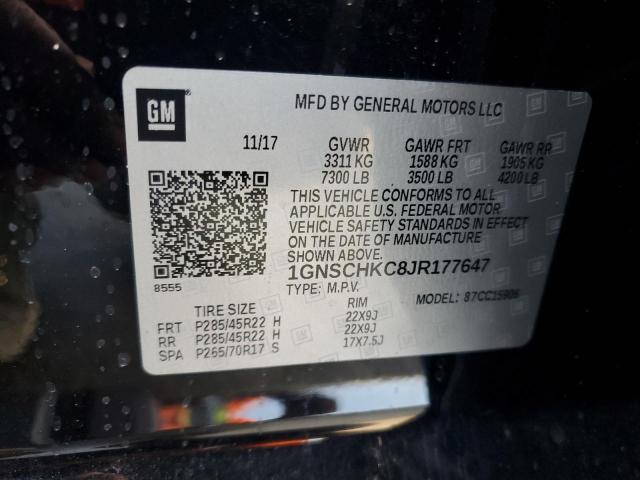 GM
MFD BY GENERAL MOTORS LLC
11/17 GVWR GAWR FRT GAWR RR
3311 KG 1588 KG 1905 KG
7300 LB 3500 LB 4200 LB
THIS VEHICLE CONFORMS TO ALL
APPLICABLE U.S. FEDERAL MOTOR
VEHICLE SAFETY STANDARDS IN EFFECT
ON THE DATE OF MANUFACTURE
SHOWN ABOVE.
8555
1GNSCHKC8JR177647
TYPE: M.P.V. MODEL: 87CC15906
TIRE SIZE RIM
FRT P285/45R22 H 22X9J
RR P285/45R22 H 22X9J
SPA P265/70R17 S 17X7.5J